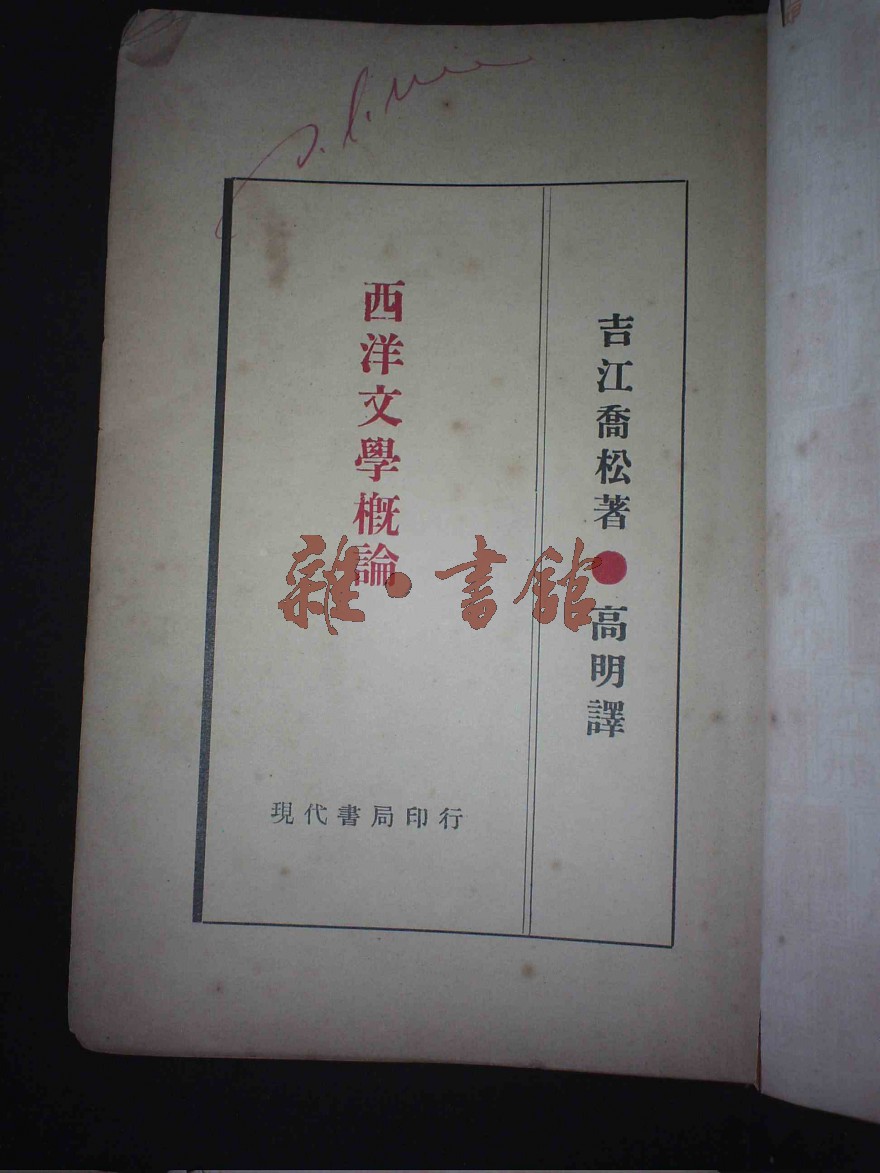 吉江喬松著●高明譯
西洋文學概論
現代書局印行
雜·書館